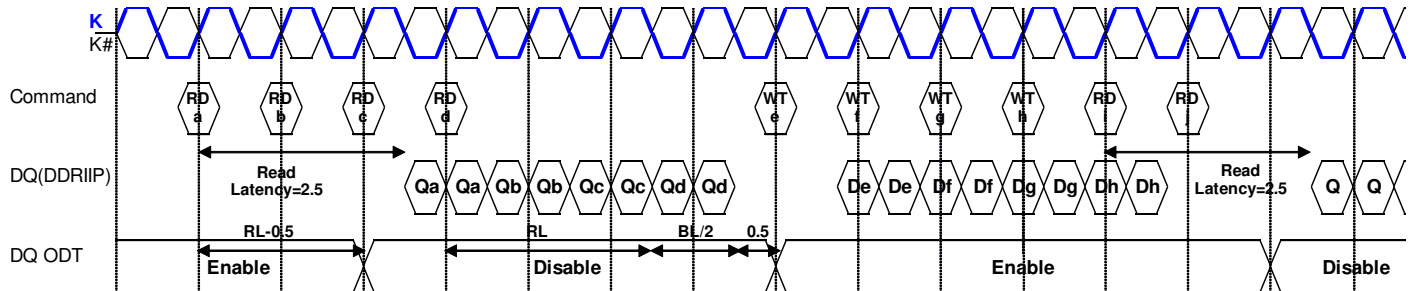 K
K#
Command RD a RD b RD c RD d WT e WT f WT g WT h RD i RD j
Read Latency=2.5 Read Latency=2.5
DQ(DDRIIP) Qa Qa Qb Qb Qc Qc Qd Qd De De Df Df Dg Dg Dh Dh Q Q
RL-0.5 RL BL/2 0.5
DQ ODT Enable Disable Enable Disable